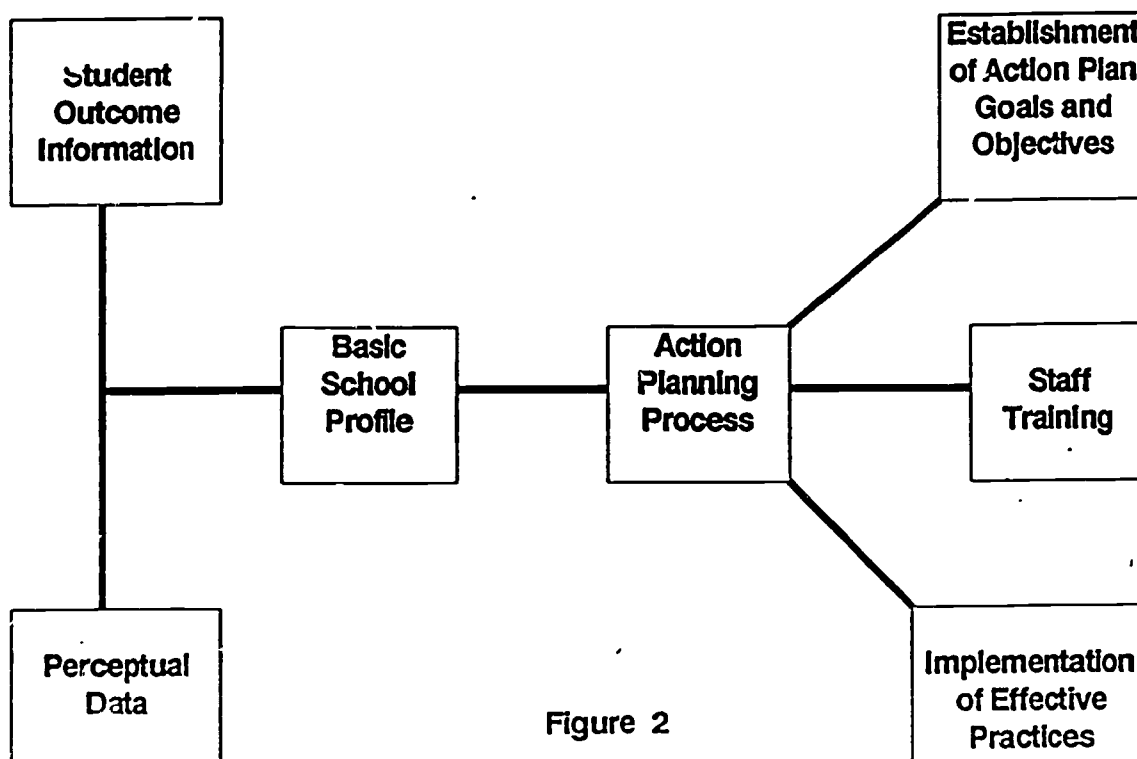 Student
Outcome
Information
Establishment
of Action Plan
Goals and
Objectives
Basic
School
Profile
Action
Planning
Process
Staff
Training
Perceptual
Data
Implementation
of Effective
Practices
Figure 2